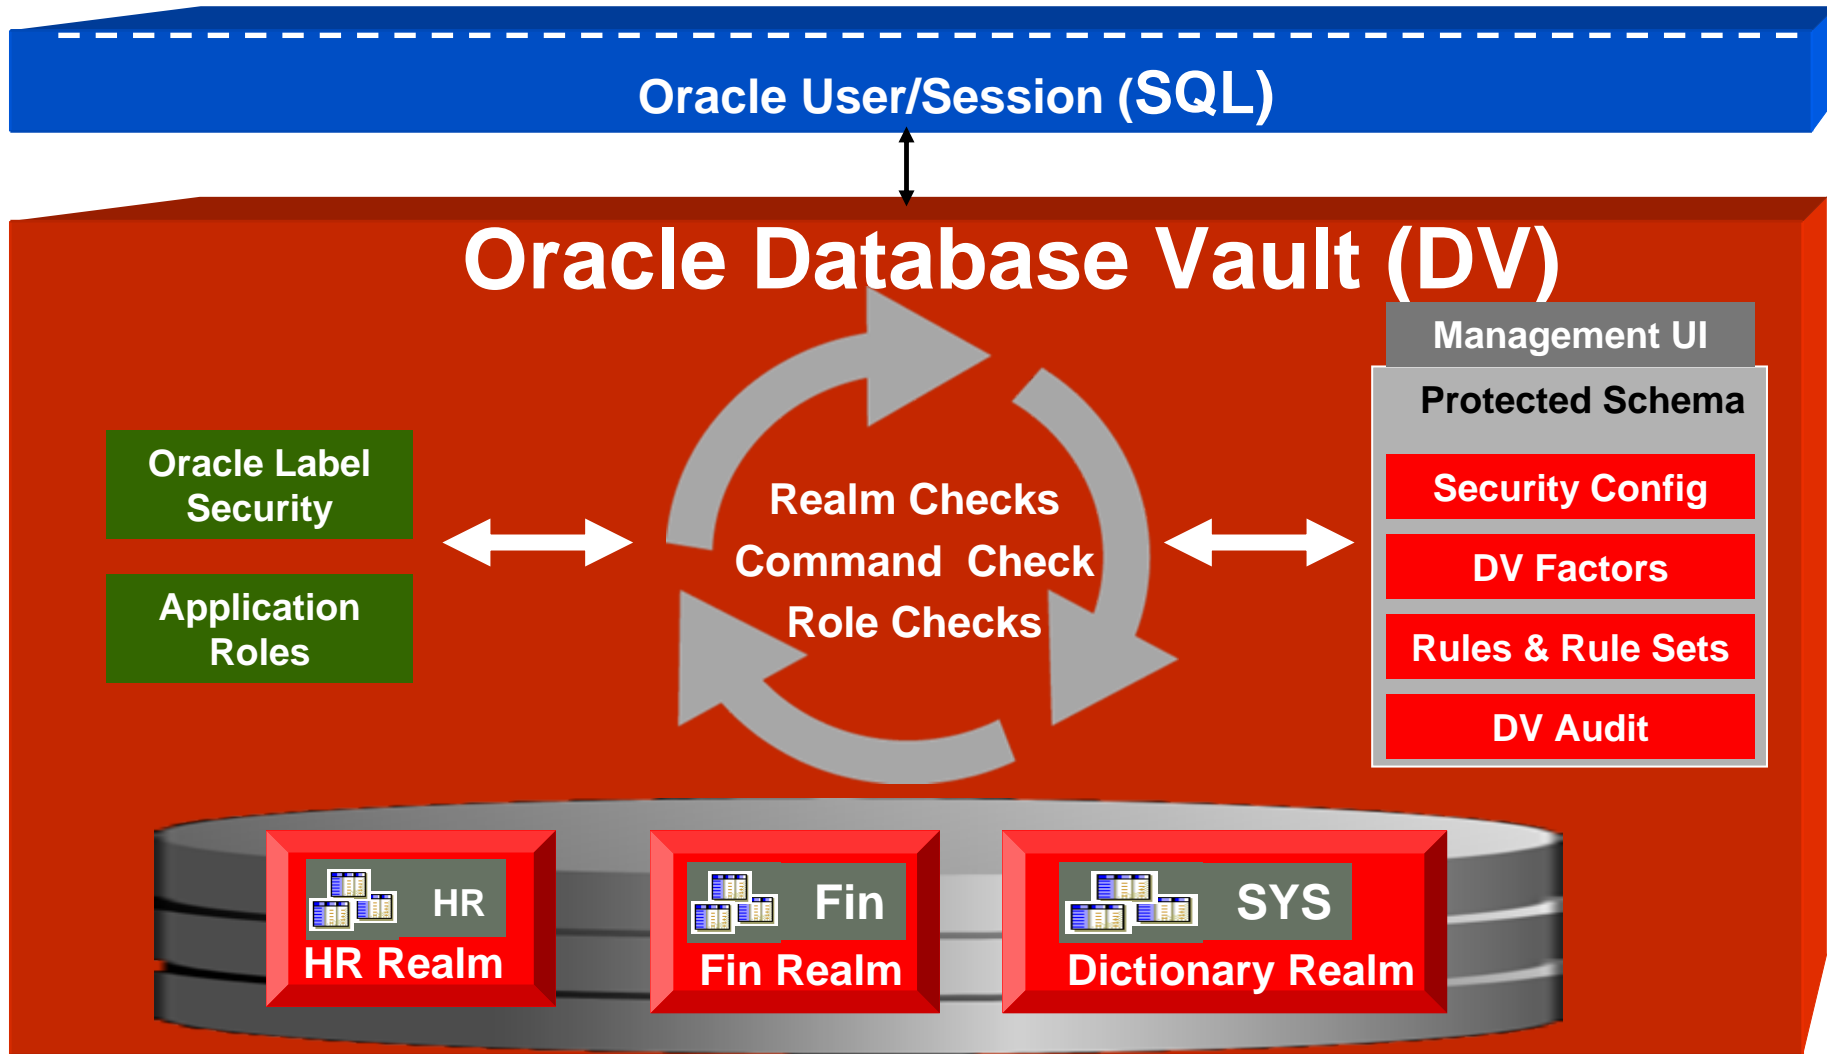 Oracle User/Session (SQL)
Oracle Database Vault (DV)
Management UI
Protected Schema
Security Config
DV Factors
Rules & Rule Sets
DV Audit
Oracle Label
Security
Application
Roles
Realm Checks
Command Check
Role Checks
HR
HR Realm
Fin
Fin Realm
SYS
Dictionary Realm